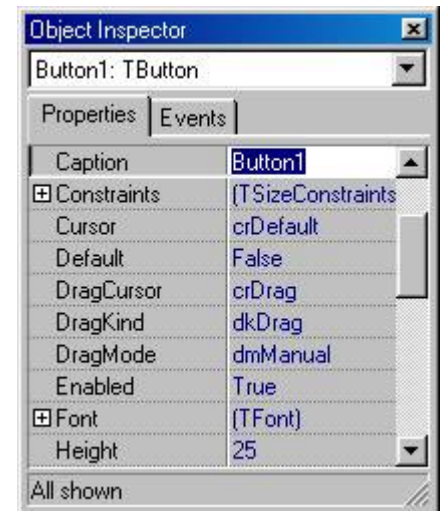 Object Inspector
Button1: TButton
Properties Events
Caption Button1
Constraints (TSizeConstraints
Cursor crDefault
Default False
DragCursor crDrag
DragKind dkDrag
DragMode dmManual
Enabled True
Font (TFont)
Height 25
All shown